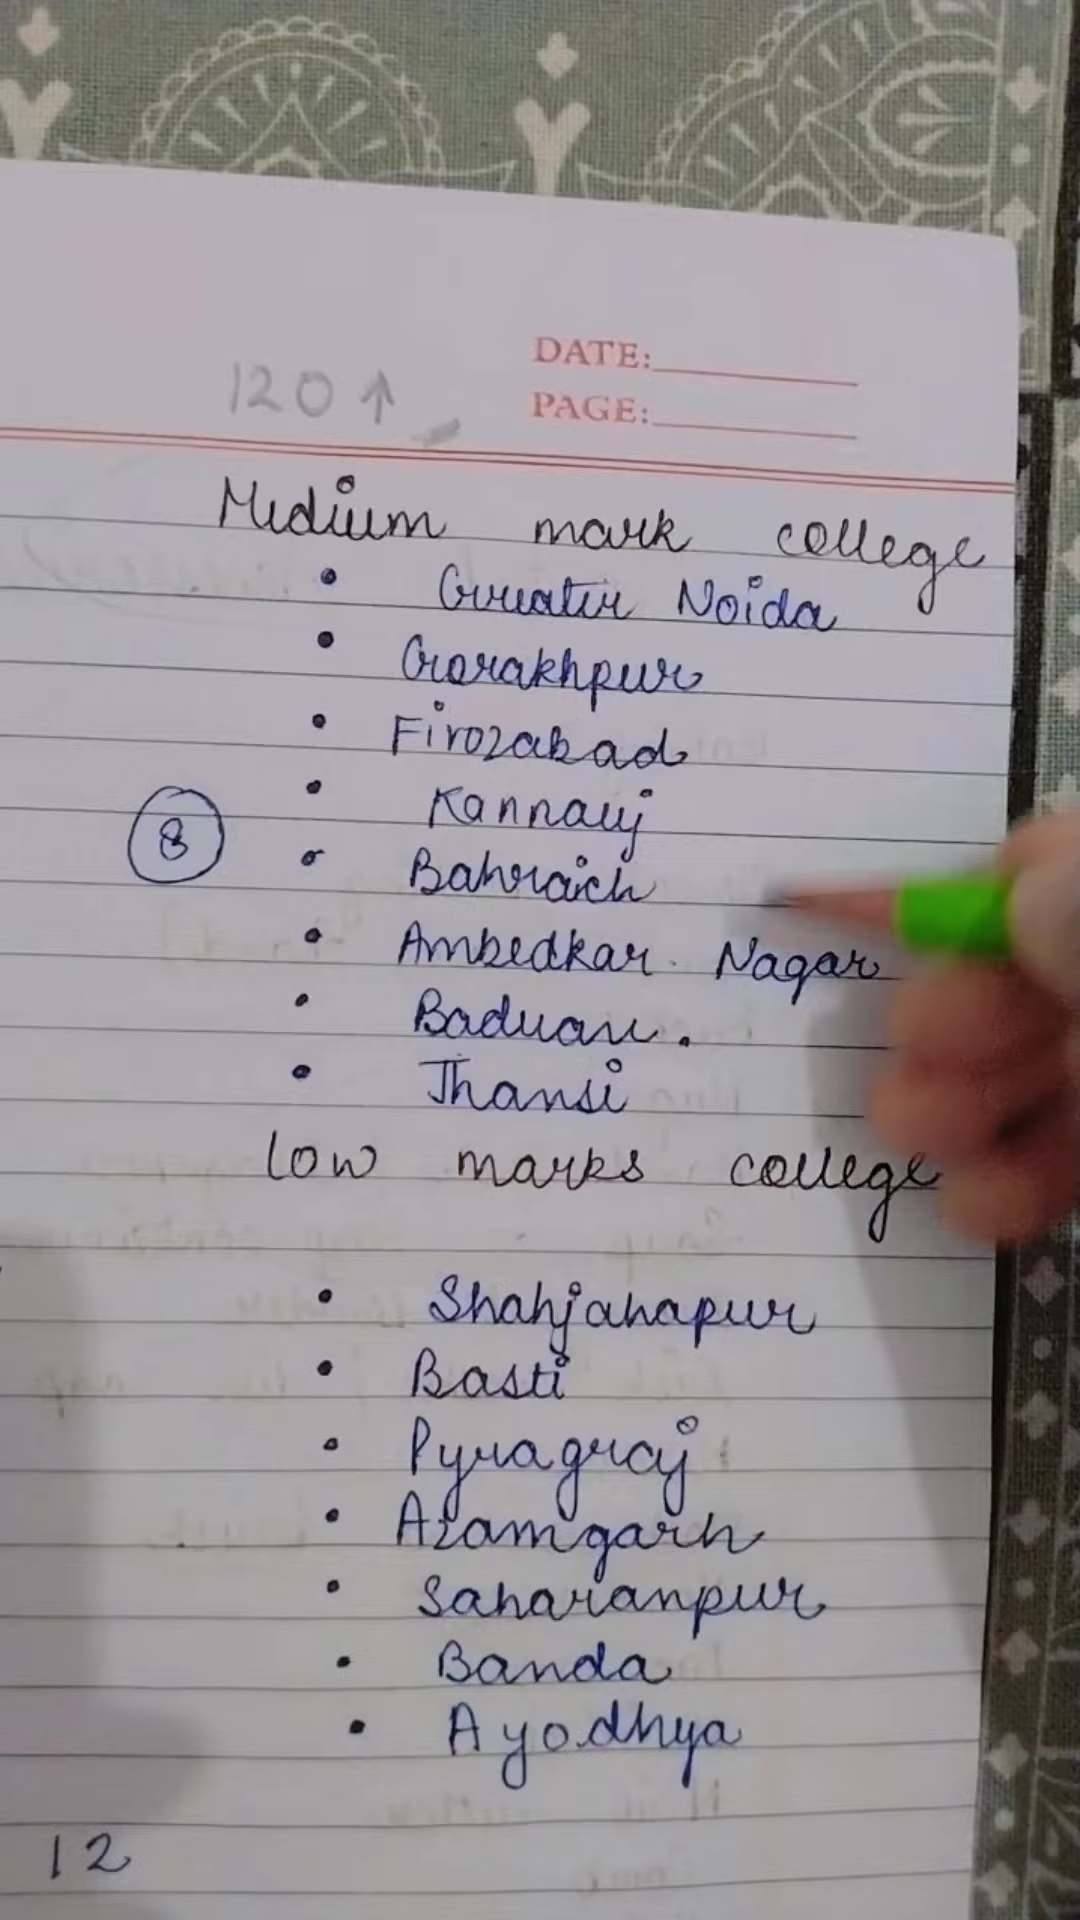 120 ↑
DATE:
PAGE:
Medium mark college
• Greater Noida
• Gorakhpur
• Firozabad
• Kannauj
8
• Bahraich
• Ambedkar Nagar
• Baduan.
• Jhansi
low marks college
• Shahjahapur
• Basti
• Pyragraj
• Azamgarh
• Saharanpur
• Banda
• Ayodhya
12